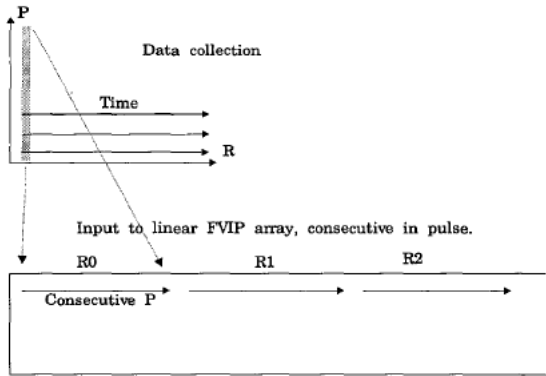 P
Data collection
Time
R
Input to linear FVIP array, consecutive in pulse.
R0 R1 R2
Consecutive P